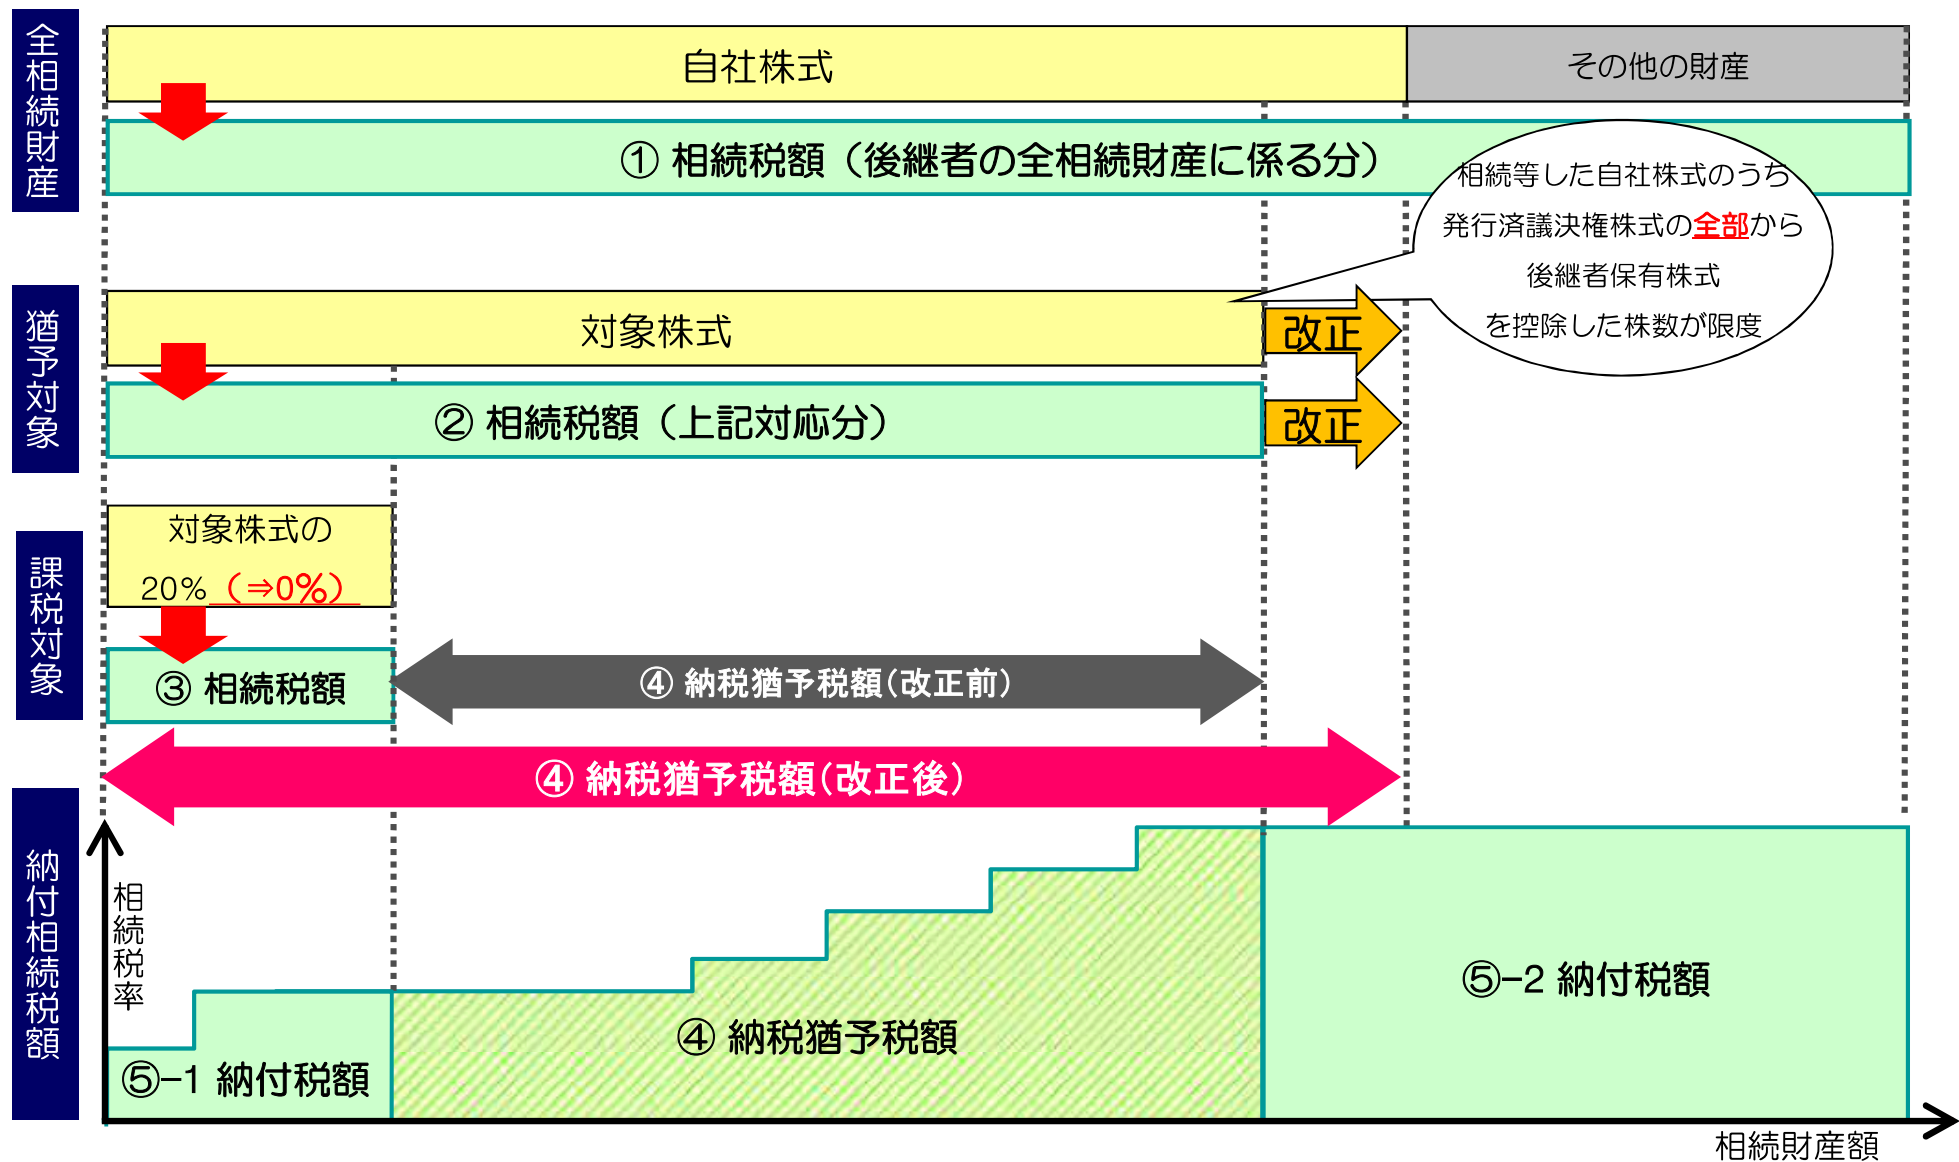 全相続財産
自社株式
その他の財産
① 相続税額（後継者の全相続財産に係る分）
相続等した自社株式のうち
発行済議決権株式の全部から
後継者保有株式
を控除した株数が限度
猶予対象
対象株式
改正
② 相続税額（上記対応分）
改正
課税対象
対象株式の
20%（⇒0%）
③ 相続税額
④ 納税猶予税額（改正前）
④ 納税猶予税額（改正後）
納付相続税額
相続税率
⑤-1 納付税額
④ 納税猶予税額
⑤-2 納付税額
相続財産額